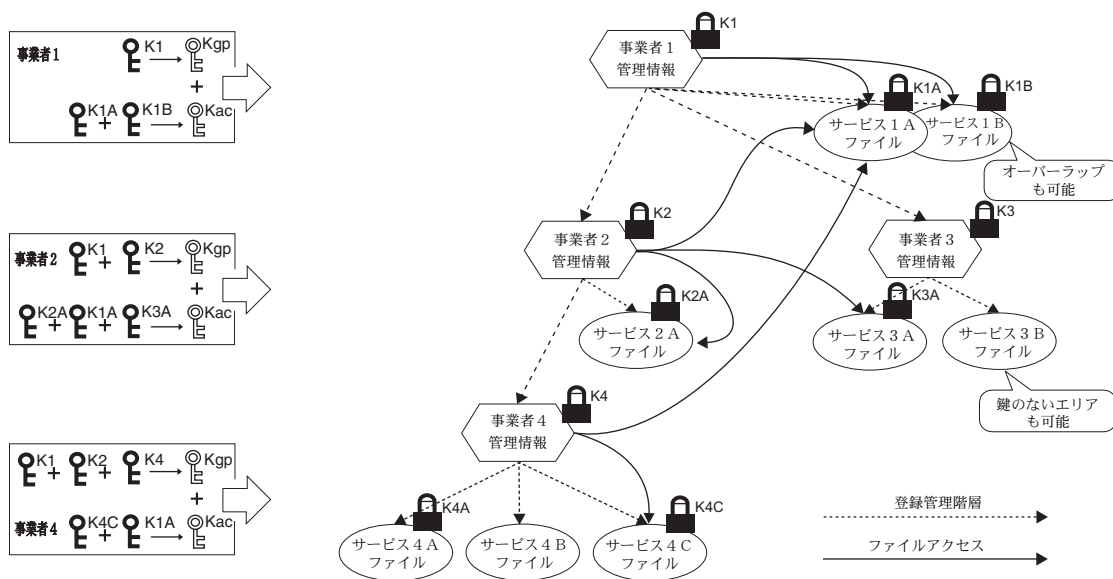 事業者1
K1
Kgp
+
K1A
+
K1B
Kac
事業者2
K1
+
K2
Kgp
+
K2A
+
K1A
+
K3A
Kac
K1
+
K2
+
K4
Kgp
+
事業者4
K4C
+
K1A
Kac
K1
事業者1
管理情報
K1A
K1B
サービス1A
ファイル
サービス1B
ファイル
オーバーラップ
も可能
K2
事業者2
管理情報
K3
事業者3
管理情報
K2A
サービス2A
ファイル
K3A
サービス3A
ファイル
サービス3B
ファイル
鍵のないエリア
も可能
K4
事業者4
管理情報
K4A
サービス4A
ファイル
サービス4B
ファイル
K4C
サービス4C
ファイル
登録管理階層
ファイルアクセス